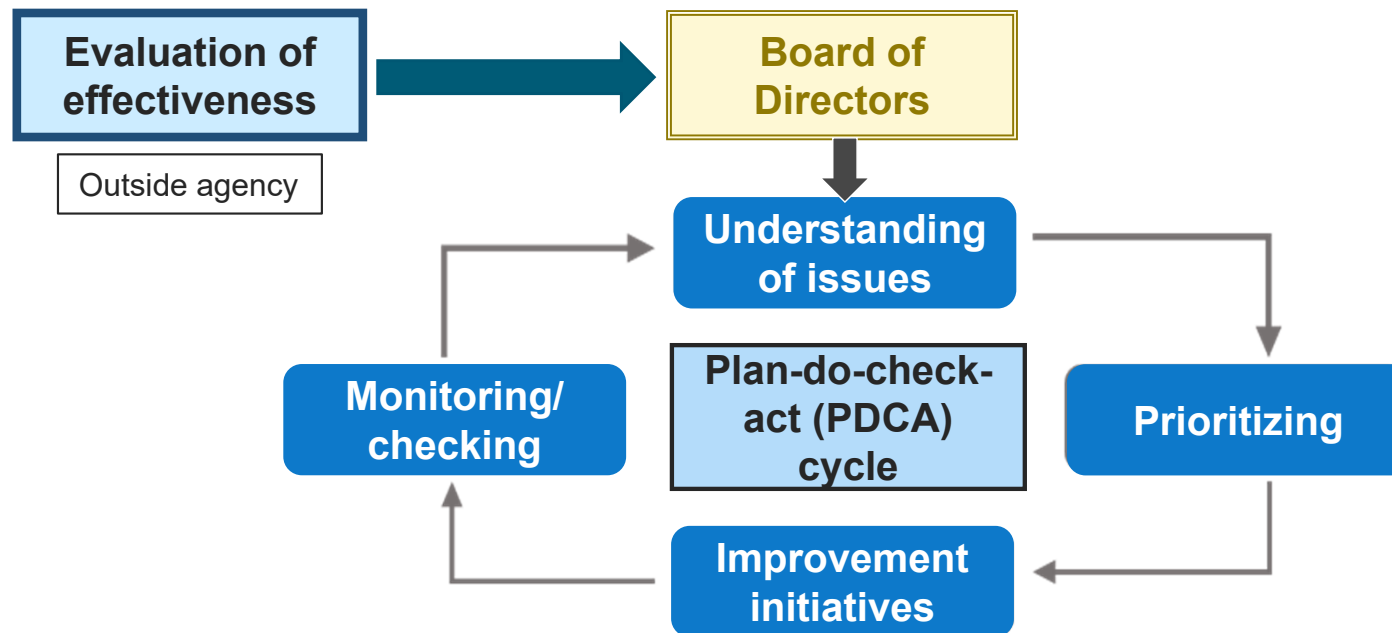 Evaluation of
effectiveness
Board of
Directors
Outside agency
Understanding
of issues
Plan-do-check-
act (PDCA)
cycle
Monitoring/
checking
Prioritizing
Improvement
initiatives